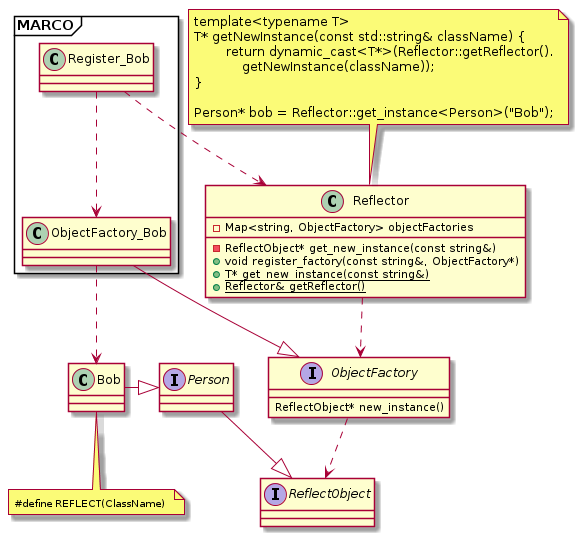 MARCO
C Register_Bob
template<typename T>
T* getNewInstance(const std::string& className) {
return dynamic_cast<T*>(Reflector::getReflector().
getNewInstance(className));
}
Person* bob = Reflector::get_instance<Person>("Bob");
C ObjectFactory_Bob
C Reflector
Map<string, ObjectFactory> objectFactories
ReflectObject* get_new_instance(const string&)
void register_factory(const string&, ObjectFactory*)
T* get_new_instance(const string&)
Reflector& getReflector()
C Bob
I Person
I ObjectFactory
ReflectObject* new_instance()
#define REFLECT(ClassName)
I ReflectObject